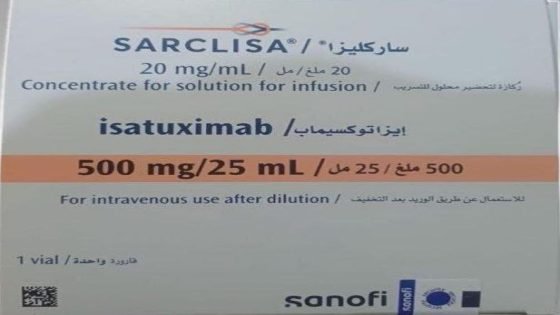 SARCLISA® / ساركليزا®
20 mg/mL / 20 ملغ/مل
Concentrate for solution for infusion / رُكازة لتحضير محلول للتسريب
isatuximab / إيزاتوكسيماب
500 mg/25 mL / 500 ملغ/25 مل
For intravenous use after dilution / للاستعمال عن طريق الوريد بعد التخفيف
1 vial / قارورة واحدة
sanofi sanofi